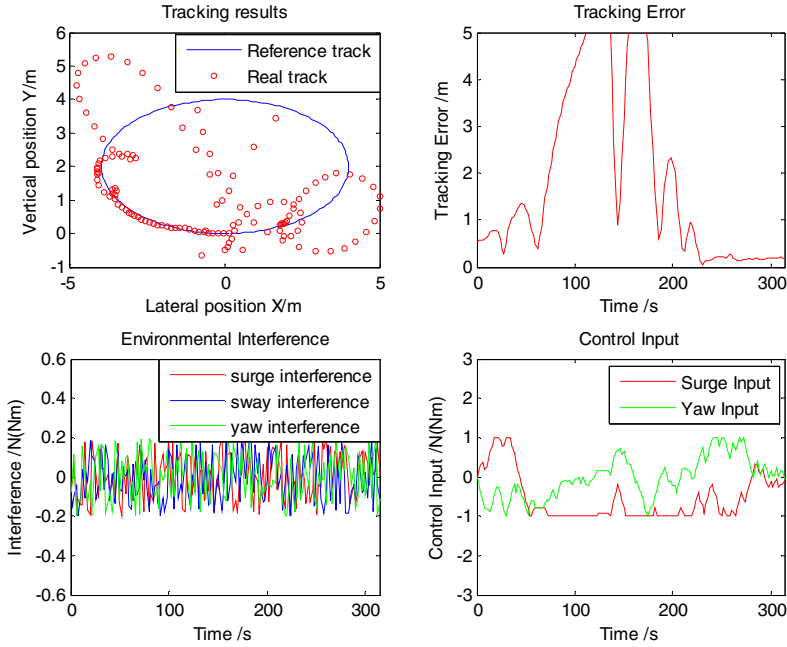 Tracking results
6
5
4
3
2
1
0
-1
-5
0
5
Vertical position Y/m
Lateral position X/m
Reference track
Real track
Tracking Error
5
4
3
2
1
0
0
100
200
300
Tracking Error /m
Time /s
Environmental Interference
0.6
0.4
0.2
0
-0.2
-0.4
-0.6
0
100
200
300
Interference /N(Nm)
Time /s
surge interference
sway interference
yaw interference
Control Input
3
2
1
0
-1
-2
-3
0
100
200
300
Control Input /N(Nm)
Time /s
Surge Input
Yaw Input